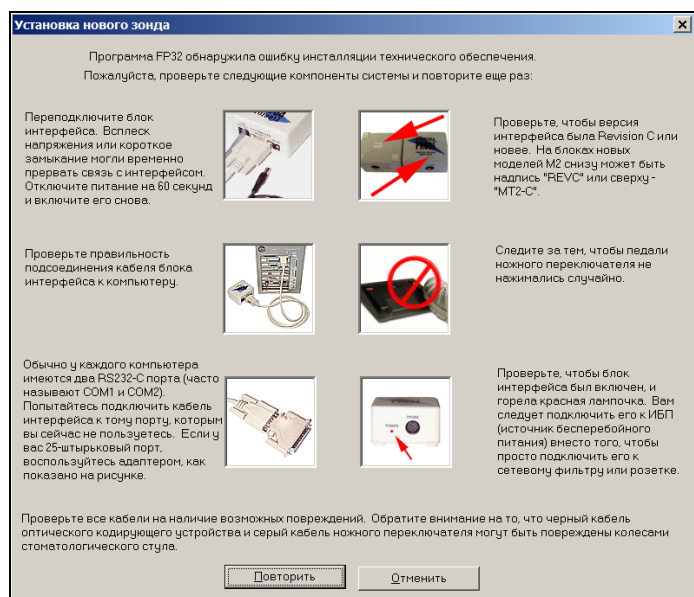 Установка нового зонда
Программа FP32 обнаружила ошибку инсталляции технического обеспечения.
Пожалуйста, проверьте следующие компоненты системы и повторите еще раз:
Переподключите блок
интерфейса. Всплеск
напряжения или короткое
замыкание могли временно
прервать связь с интерфейсом.
Отключите питание на 60 секунд
и включите его снова.
Проверьте, чтобы версия
интерфейса была Revision C или
новее. На блоках новых
моделей M2 снизу может быть
надпись "REVC" или сверху -
"MT2-C".
Проверьте правильность
подсоединения кабеля блока
интерфейса к компьютеру.
Следите за тем, чтобы педали
ножного переключателя не
нажимались случайно.
Обычно у каждого компьютера
имеются два RS232-C порта (часто
называют COM1 и COM2).
Попытайтесь подключить кабель
интерфейса к тому порту, которым
вы сейчас не пользуетесь. Если у
вас 25-штырьковый порт,
воспользуйтесь адаптером, как
показано на рисунке.
POWER
PROBE
Проверьте, чтобы блок
интерфейса был включен, и
горела красная лампочка. Вам
следует подключить его к ИБП
(источник бесперебойного
питания) вместо того, чтобы
просто подключить его к
сетевому фильтру или розетке.
Проверьте все кабели на наличие возможных повреждений. Обратите внимание на то, что черный кабель
оптического кодирующего устройства и серый кабель ножного переключателя могут быть повреждены колесами
стоматологического стула.
Повторить
Отменить